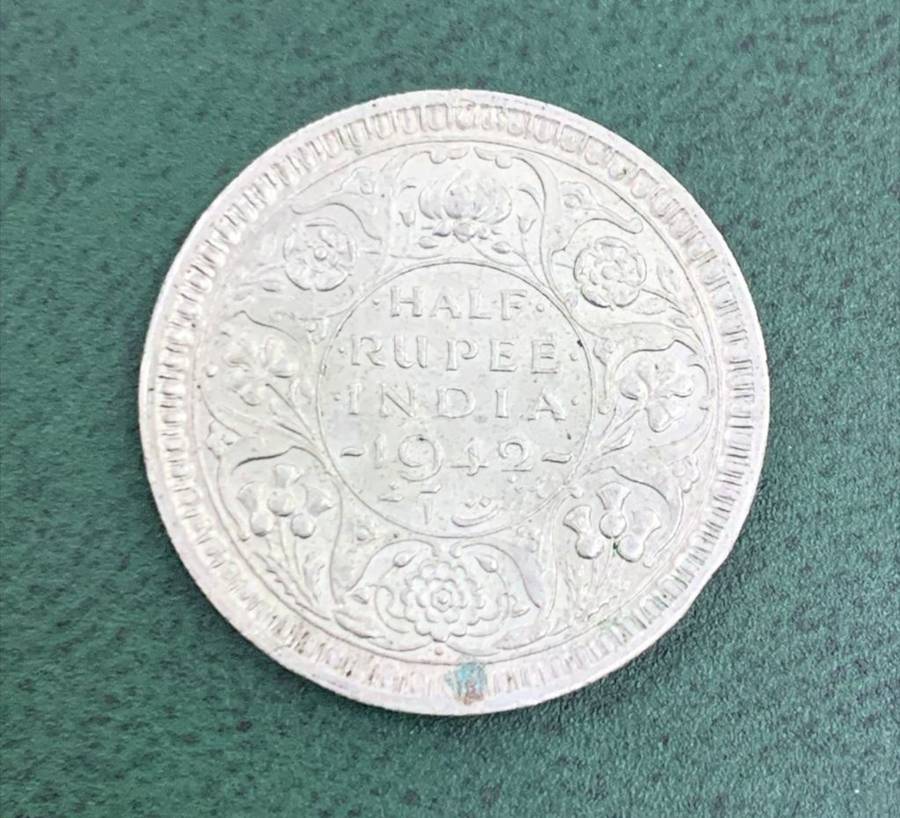 ·HALF·
·RUPEE·
·INDIA·
~1942~